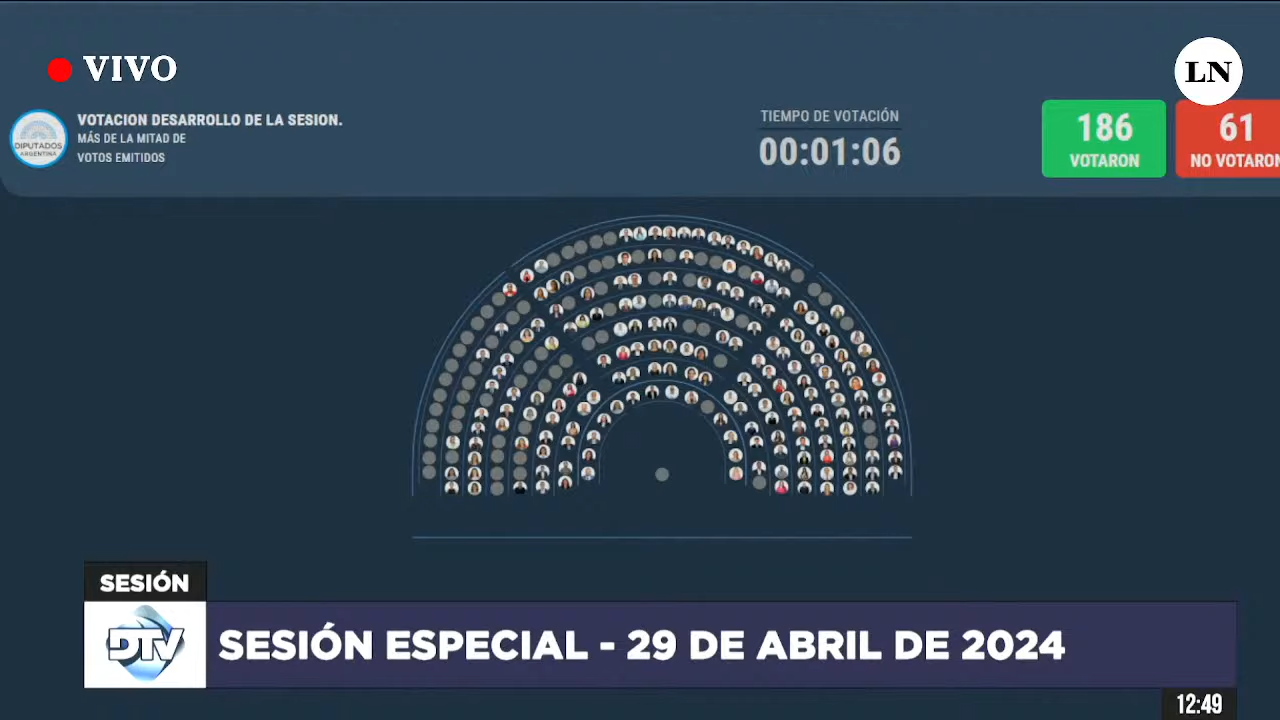 VIVO
LN
DIPUTADOS
ARGENTINA
VOTACION DESARROLLO DE LA SESION.
MÁS DE LA MITAD DE
VOTOS EMITIDOS
TIEMPO DE VOTACIÓN
00:01:06
186
VOTARON
61
NO VOTARON
SESIÓN
DTV
SESIÓN ESPECIAL - 29 DE ABRIL DE 2024
12:49